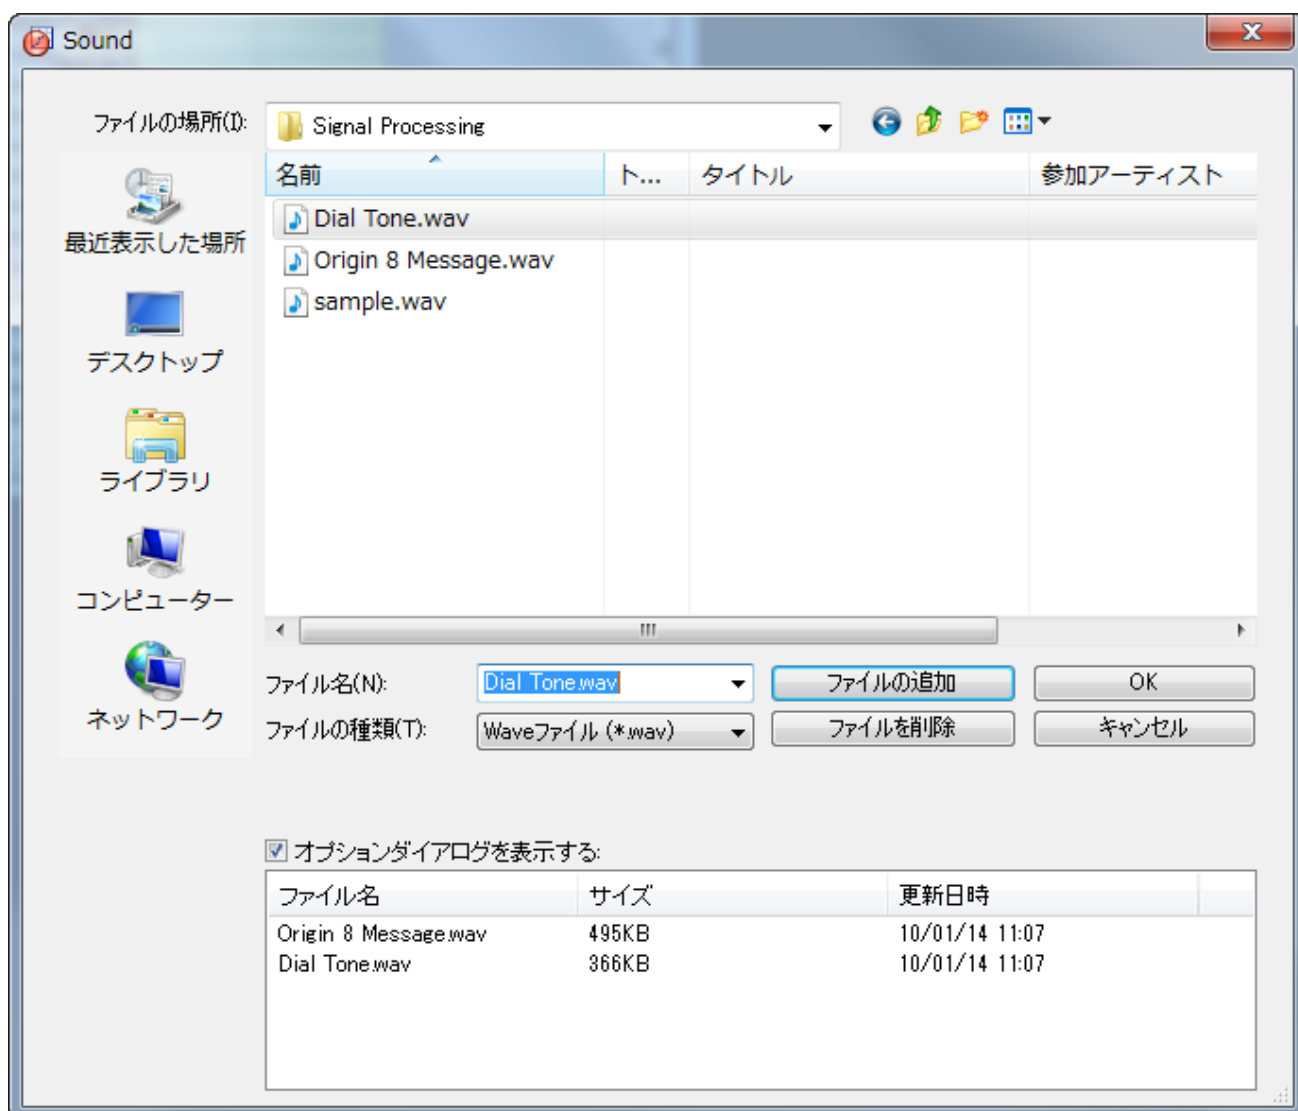 Sound
ファイルの場所(I):
Signal Processing
名前 ト... タイトル 参加アーティスト
Dial Tone.wav
Origin 8 Message.wav
sample.wav
最近表示した場所
デスクトップ
ライブラリ
コンピューター
ネットワーク
ファイル名(N): Dial Tone.wav ファイルの追加 OK
ファイルの種類(T): Waveファイル (*.wav) ファイルを削除 キャンセル
オプションダイアログを表示する:
ファイル名 サイズ 更新日時
Origin 8 Message.wav 495KB 10/01/14 11:07
Dial Tone.wav 366KB 10/01/14 11:07